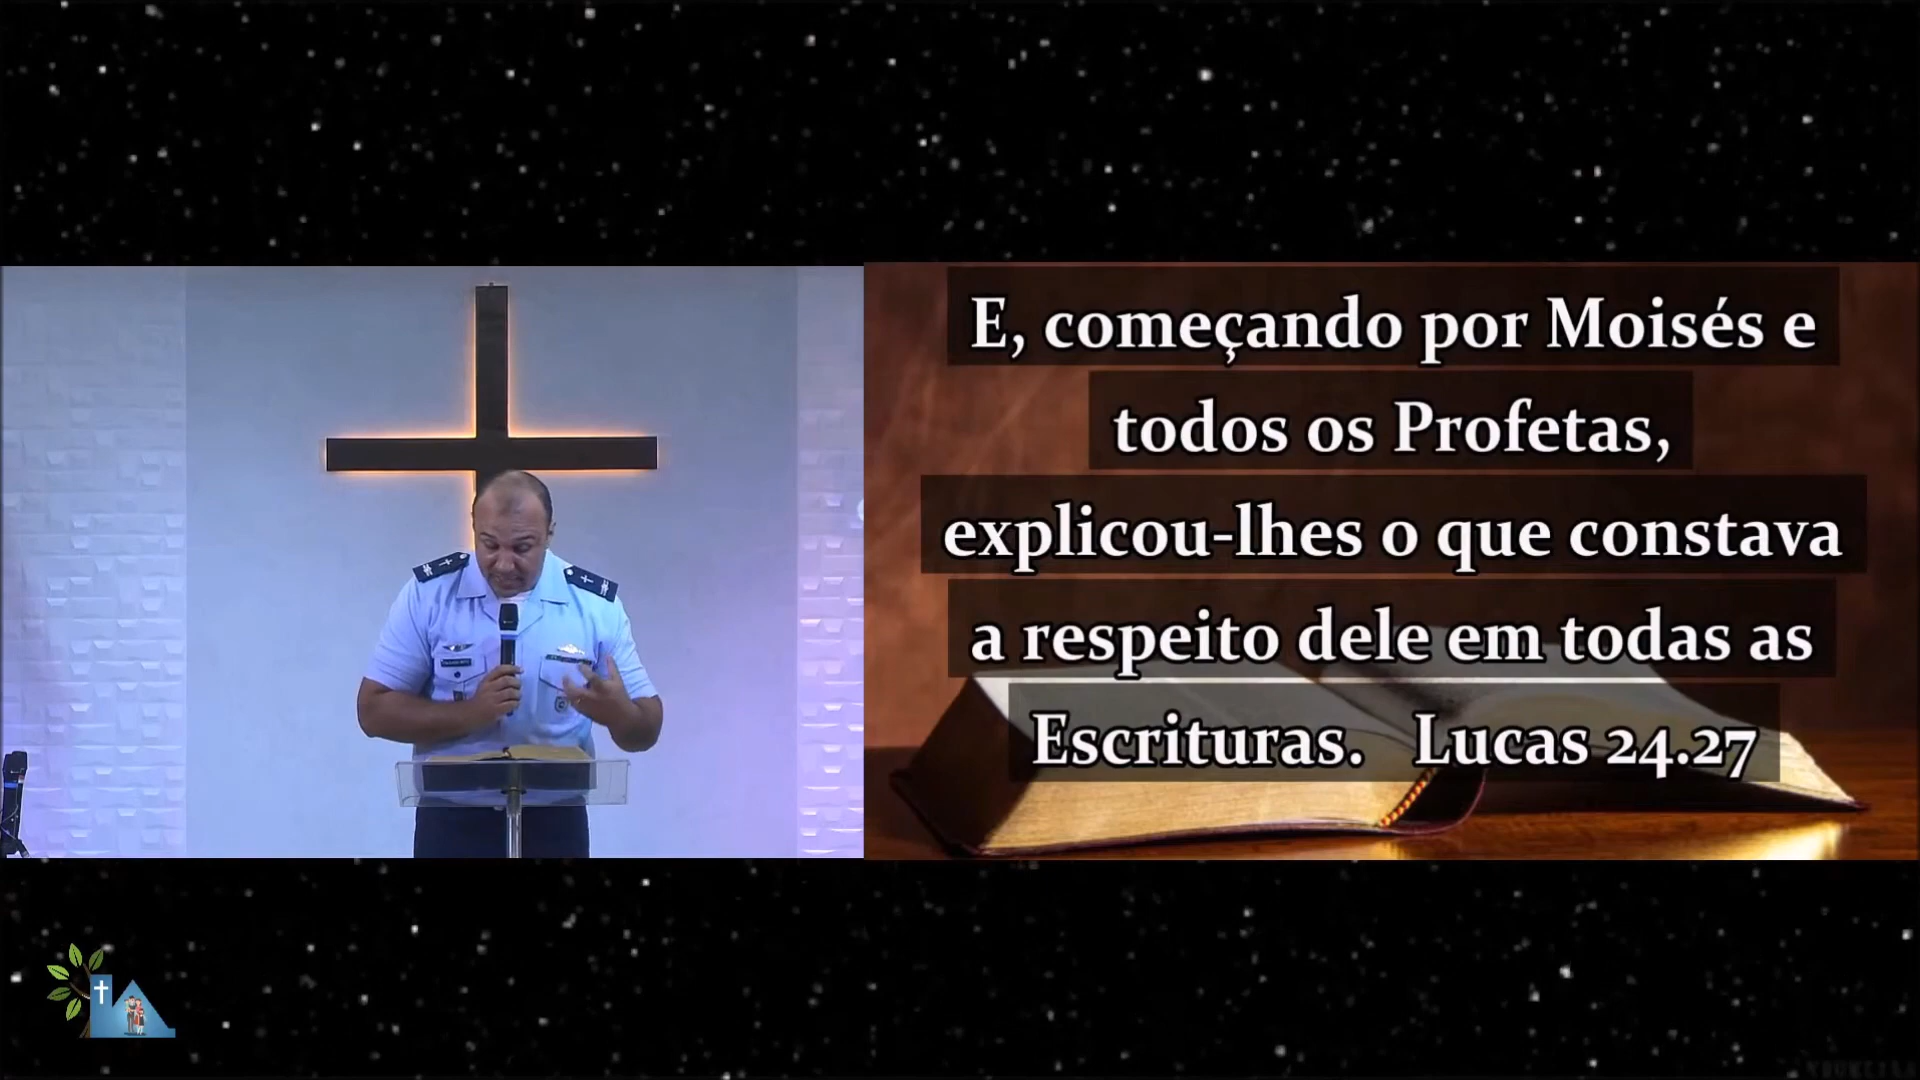 E, começando por Moisés e
todos os Profetas,
explicou-lhes o que constava
a respeito dele em todas as
Escrituras. Lucas 24.27